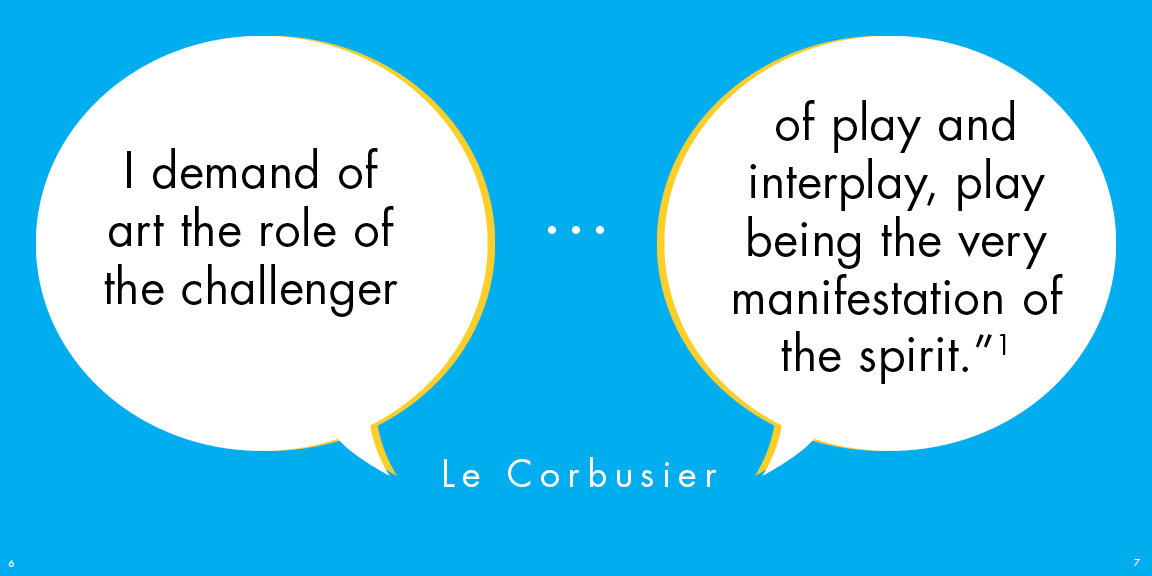 I demand of
art the role of
the challenger
...
of play and
interplay, play
being the very
manifestation of
the spirit.”1
Le Corbusier
6
7